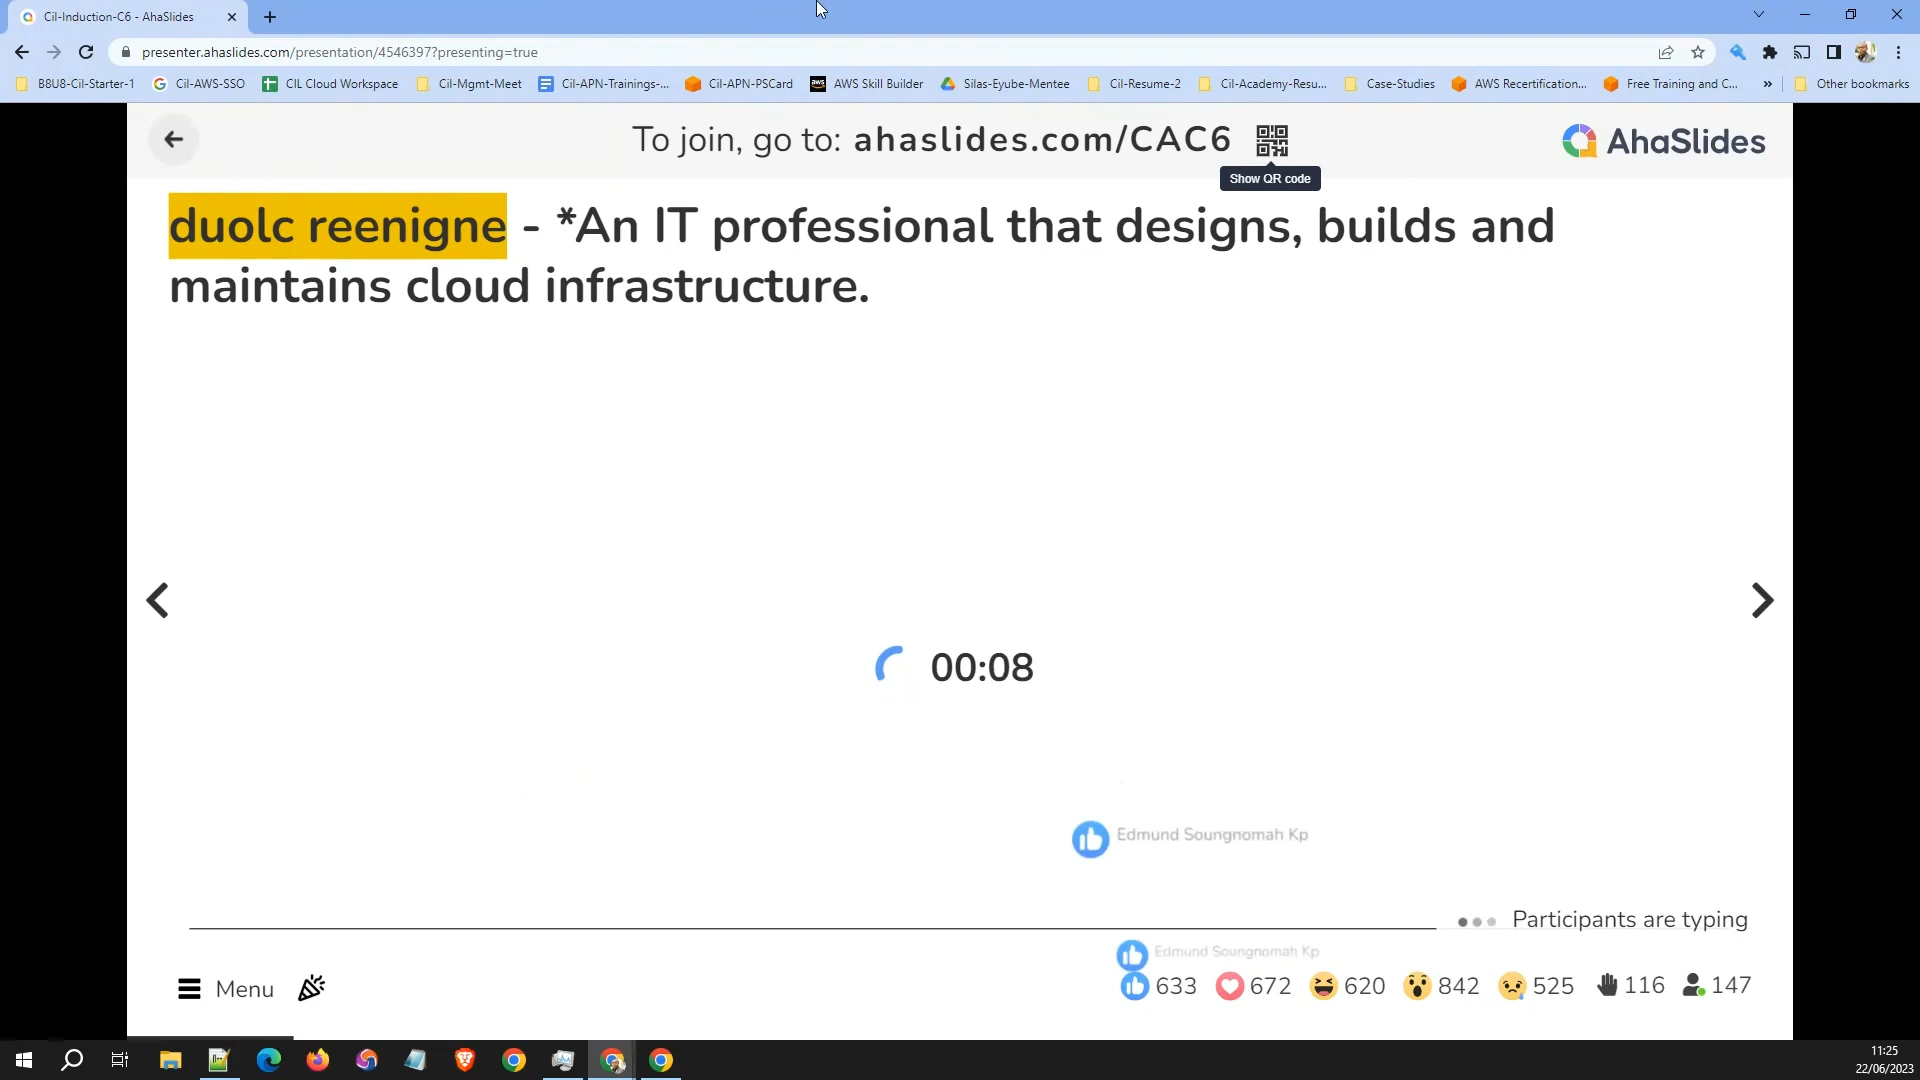 Cil-Induction-C6 - AhaSlides
presenter.ahaslides.com/presentation/4546397?presenting=true
B8U8-Cil-Starter-1 Cil-AWS-SSO CIL Cloud Workspace Cil-Mgmt-Meet Cil-APN-Trainings-... Cil-APN-PSCard aws AWS Skill Builder Silas-Eyube-Mentee Cil-Resume-2 Cil-Academy-Resu... Case-Studies AWS Recertification... Free Training and C... » Other bookmarks
To join, go to: ahaslides.com/CAC6
AhaSlides
Show QR code
duolc reenigne - *An IT professional that designs, builds and
maintains cloud infrastructure.
00:08
Edmund Soungnomah Kp
Participants are typing
Edmund Soungnomah Kp
Menu
633 672 620 842 525 116 147
11:25
22/06/2023